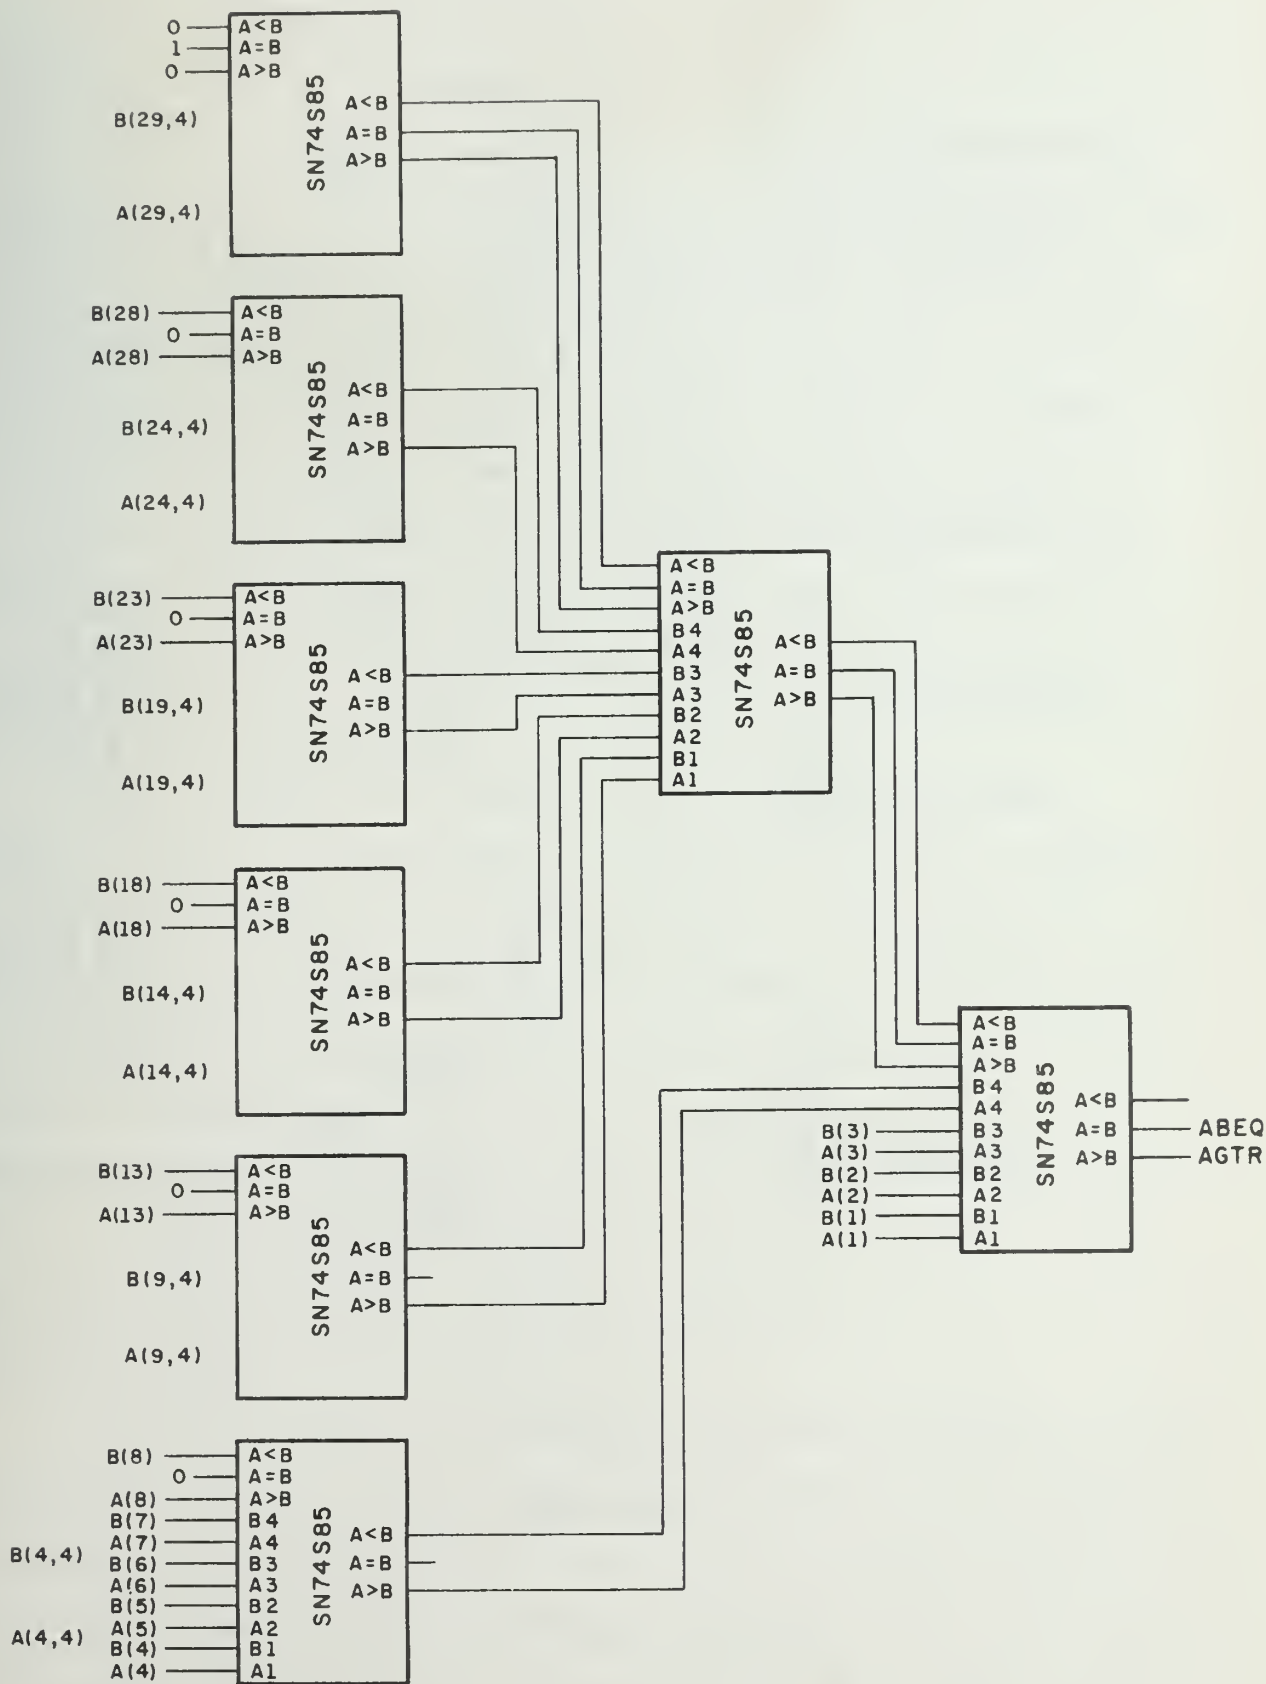 0 A<B
1 A=B
0 A>B
B(29,4)
A(29,4)
SN74S85
A<B
A=B
A>B
B(28) A<B
0 A=B
A(28) A>B
B(24,4)
A(24,4)
SN74S85
A<B
A=B
A>B
B(23) A<B
0 A=B
A(23) A>B
B(19,4)
A(19,4)
SN74S85
A<B
A=B
A>B
B(18) A<B
0 A=B
A(18) A>B
B(14,4)
A(14,4)
SN74S85
A<B
A=B
A>B
B(13) A<B
0 A=B
A(13) A>B
B(9,4)
A(9,4)
SN74S85
A<B
A=B
A>B
B(8) A<B
0 A=B
A(8) A>B
B(7) B4
A(7) A4
B(6) B3
A(6) A3
B(5) B2
A(5) A2
B(4) B1
A(4) A1
B(4,4)
A(4,4)
SN74S85
A<B
A=B
A>B
A<B
A=B
A>B
B4
A4
B3
A3
B2
A2
B1
A1
SN74S85
A<B
A=B
A>B
A<B
A=B
A>B
B4
A4
B(3) B3
A(3) A3
B(2) B2
A(2) A2
B(1) B1
A(1) A1
SN74S85
A<B
A=B ABEQ
A>B AGTR